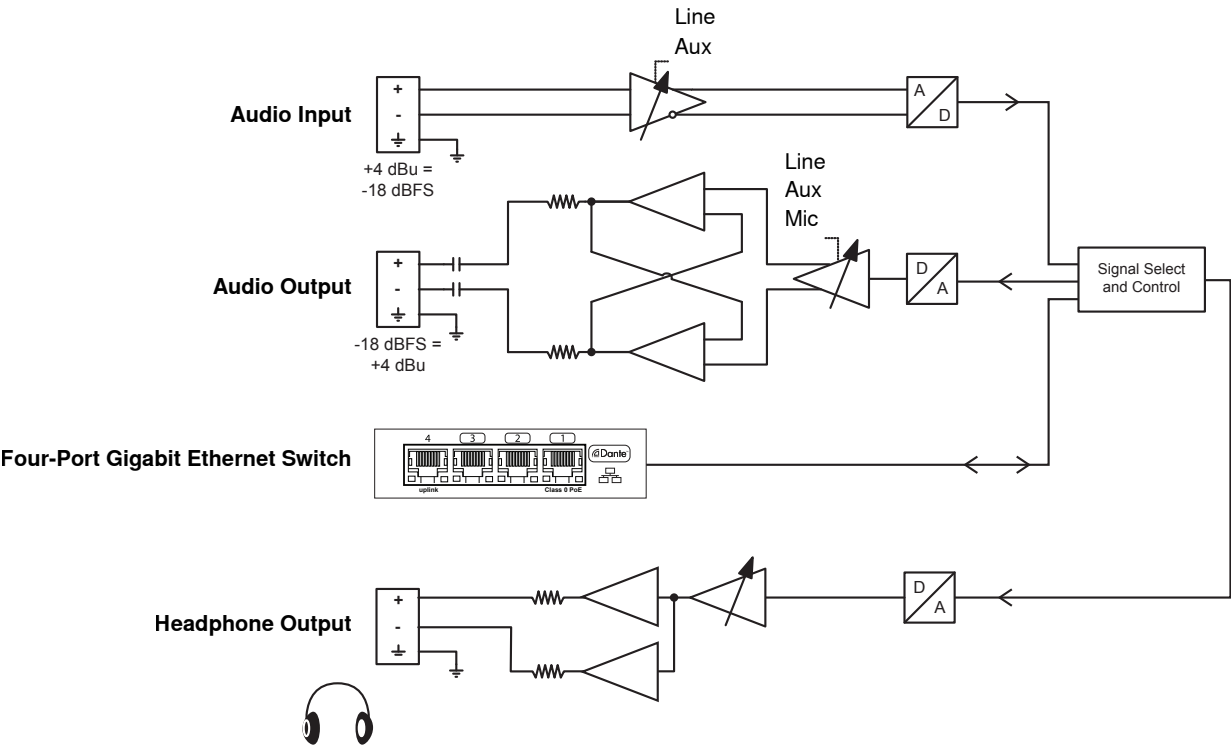 Line
Aux
Audio Input
+
-
A
D
+4 dBu =
-18 dBFS
Line
Aux
Mic
Audio Output
+
-
D
A
Signal Select
and Control
-18 dBFS =
+4 dBu
Four-Port Gigabit Ethernet Switch
4 3 2 1
Dante
uplink
Class 0 PoE
Headphone Output
+
-
D
A